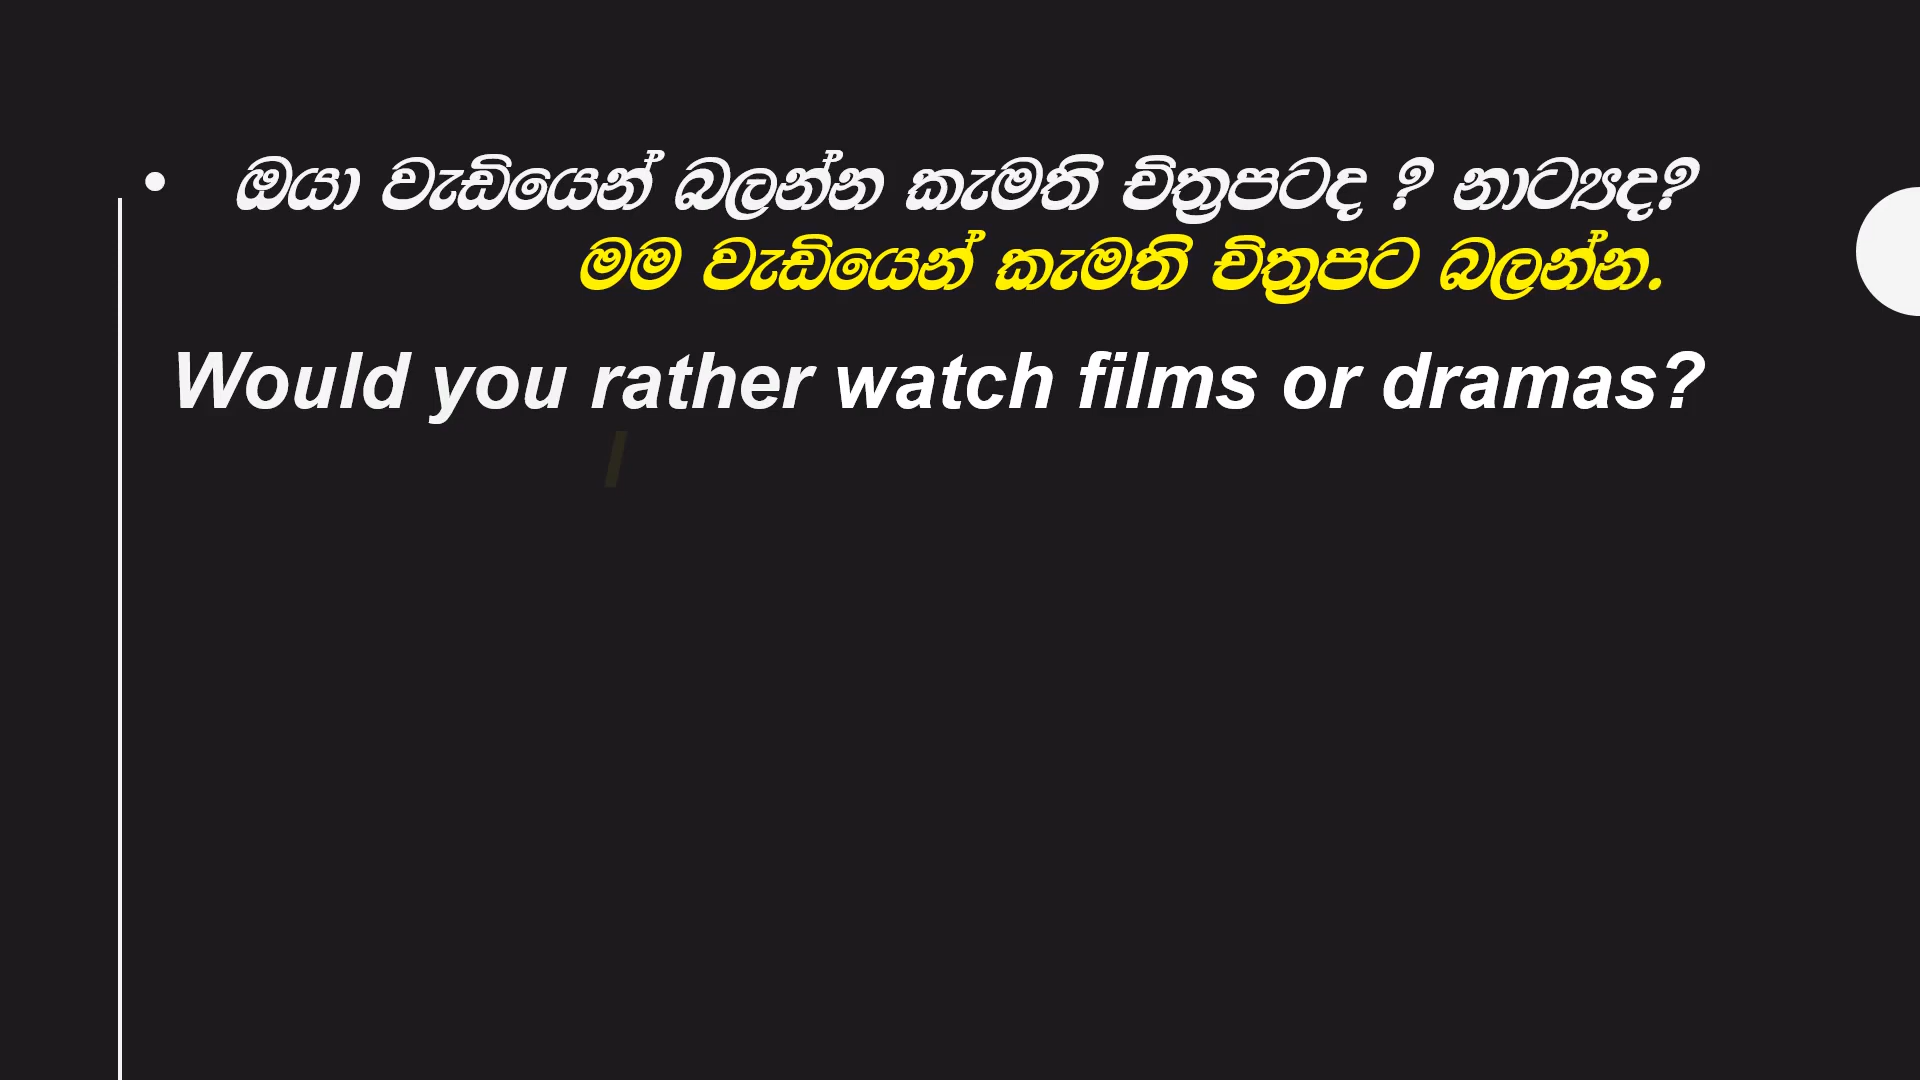 • ඔයා වැඩියෙන් බලන්න කැමති චිත්‍රපටද ? නාට්‍යද?
මම වැඩියෙන් කැමති චිත්‍රපට බලන්න.
Would you rather watch films or dramas?
I